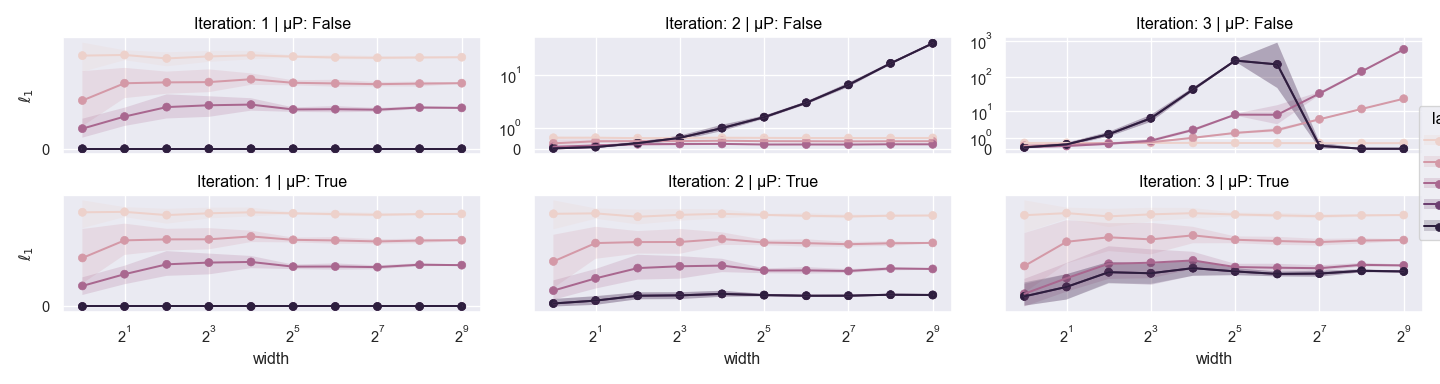 Iteration: 1 | μP: False
Iteration: 2 | μP: False
Iteration: 3 | μP: False
ℓ₁
0
10¹
10⁰
0
10³
10²
10¹
10⁰
0
la
Iteration: 1 | μP: True
Iteration: 2 | μP: True
Iteration: 3 | μP: True
ℓ₁
0
2¹ 2³ 2⁵ 2⁷ 2⁹
2¹ 2³ 2⁵ 2⁷ 2⁹
2¹ 2³ 2⁵ 2⁷ 2⁹
width
width
width